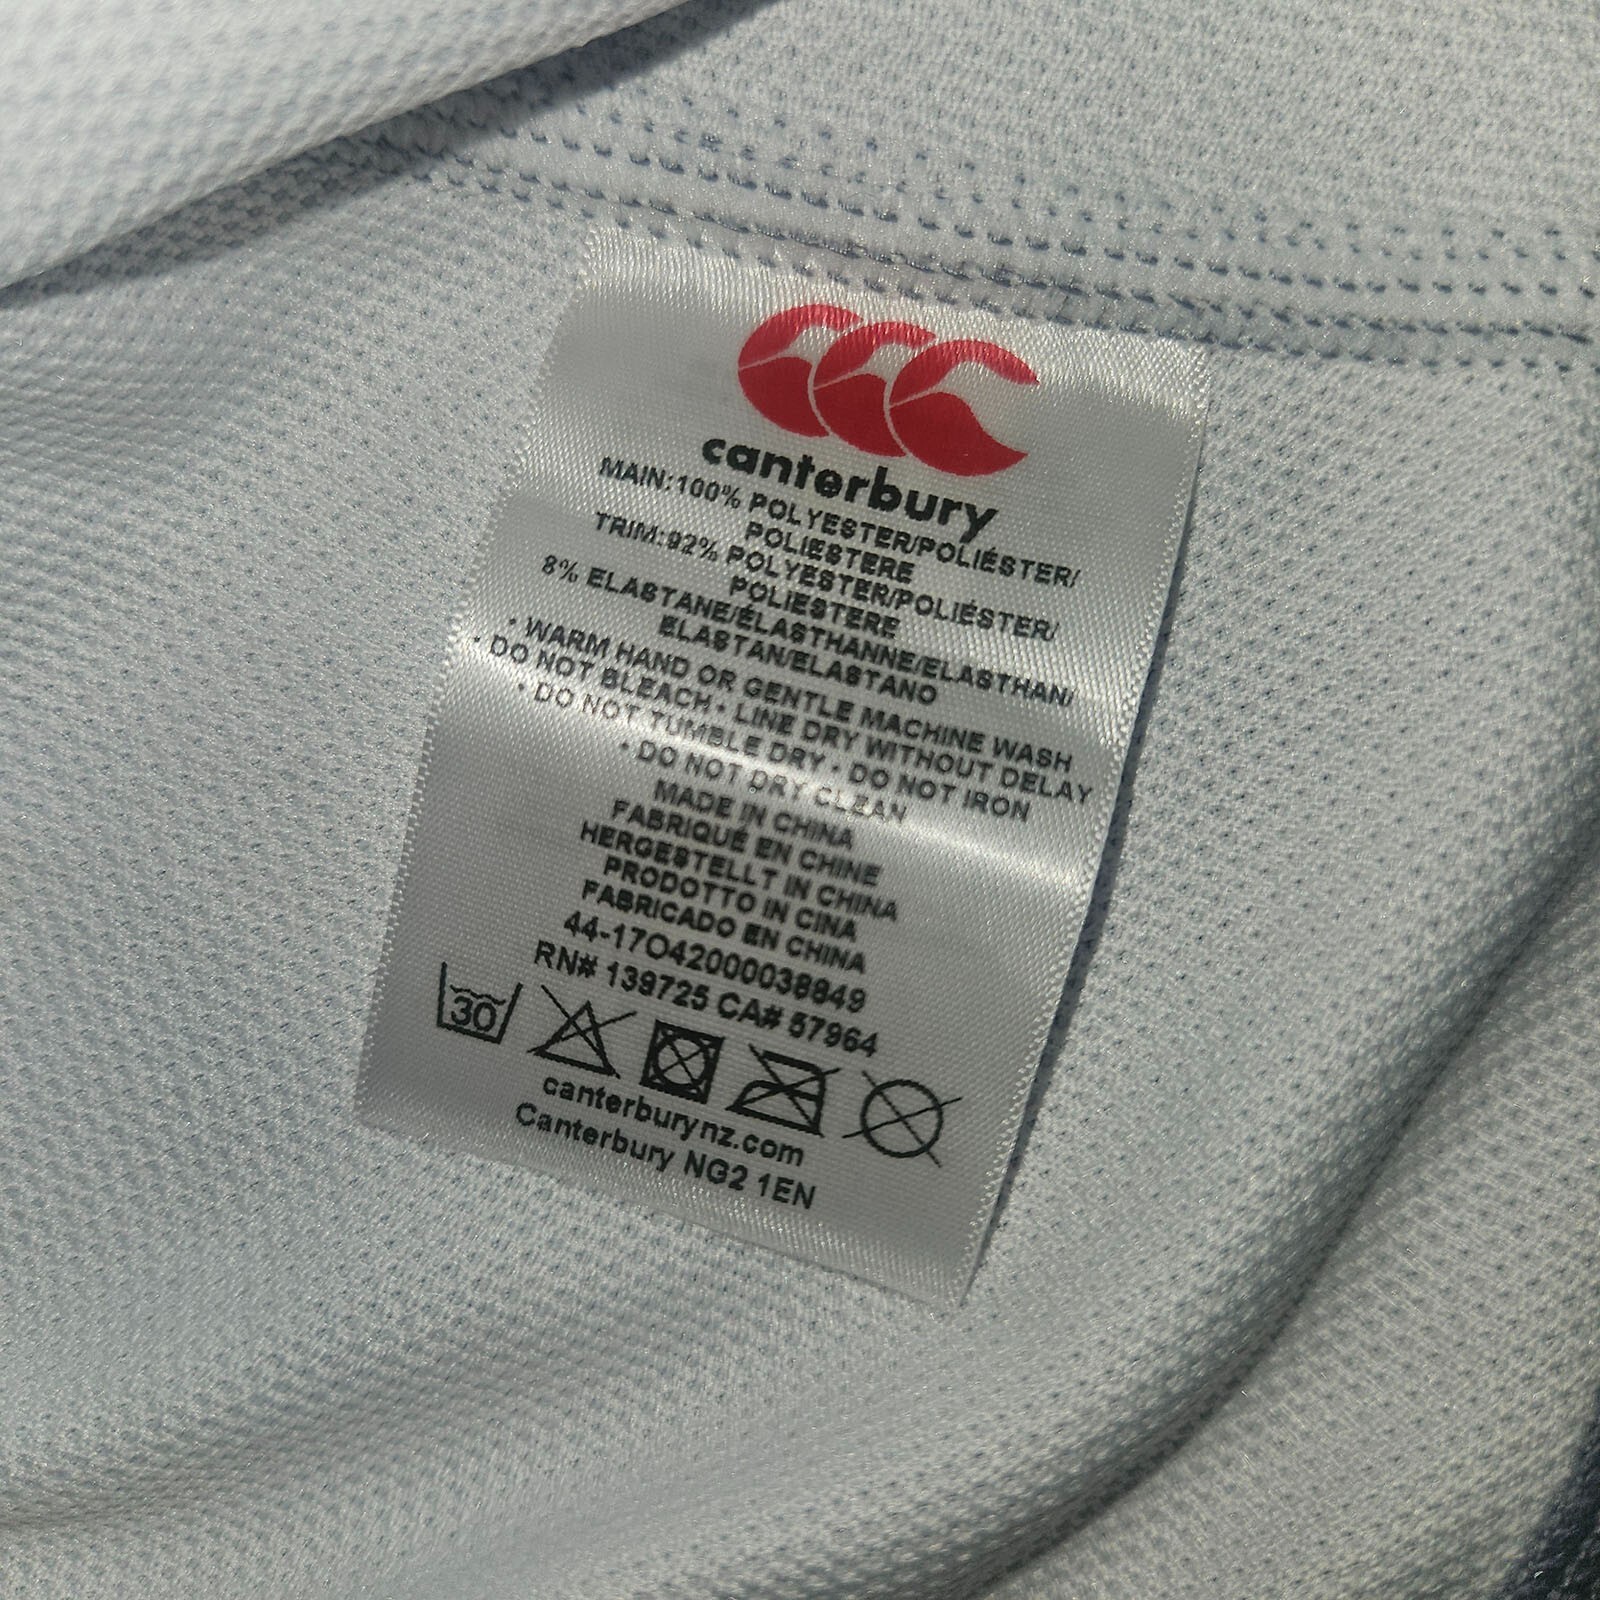 canterbury
MAIN:100% POLYESTER/POLIÉSTER/
POLIESTERE
TRIM:92% POLYESTER/POLIÉSTER/
POLIESTERE
8% ELASTANE/ÉLASTHANNE/ELASTHAN/
ELASTAN/ELASTANO
• WARM HAND OR GENTLE MACHINE WASH
• DO NOT BLEACH • LINE DRY WITHOUT DELAY
• DO NOT TUMBLE DRY • DO NOT IRON
• DO NOT DRY CLEAN
MADE IN CHINA
FABRIQUÉ EN CHINE
HERGESTELLT IN CHINA
PRODOTTO IN CINA
FABRICADO EN CHINA
44-17O42000038849
RN# 139725 CA# 57964
30
canterburynz.com
Canterbury NG2 1EN